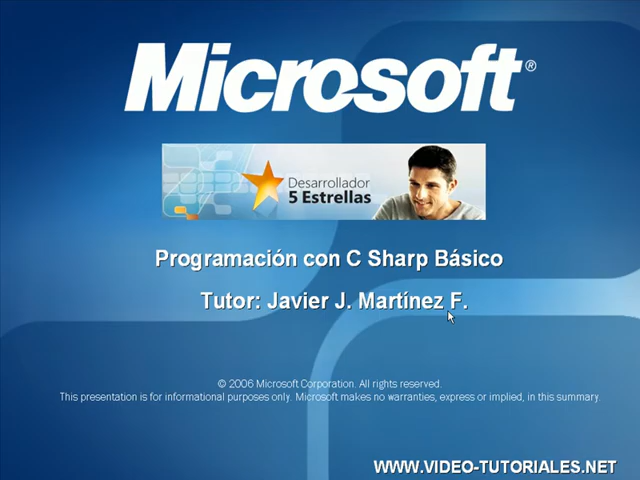 Microsoft®
Desarrollador
5 Estrellas
Programación con C Sharp Básico
Tutor: Javier J. Martínez F.
© 2006 Microsoft Corporation. All rights reserved.
This presentation is for informational purposes only. Microsoft makes no warranties, express or implied, in this summary.
WWW.VIDEO-TUTORIALES.NET